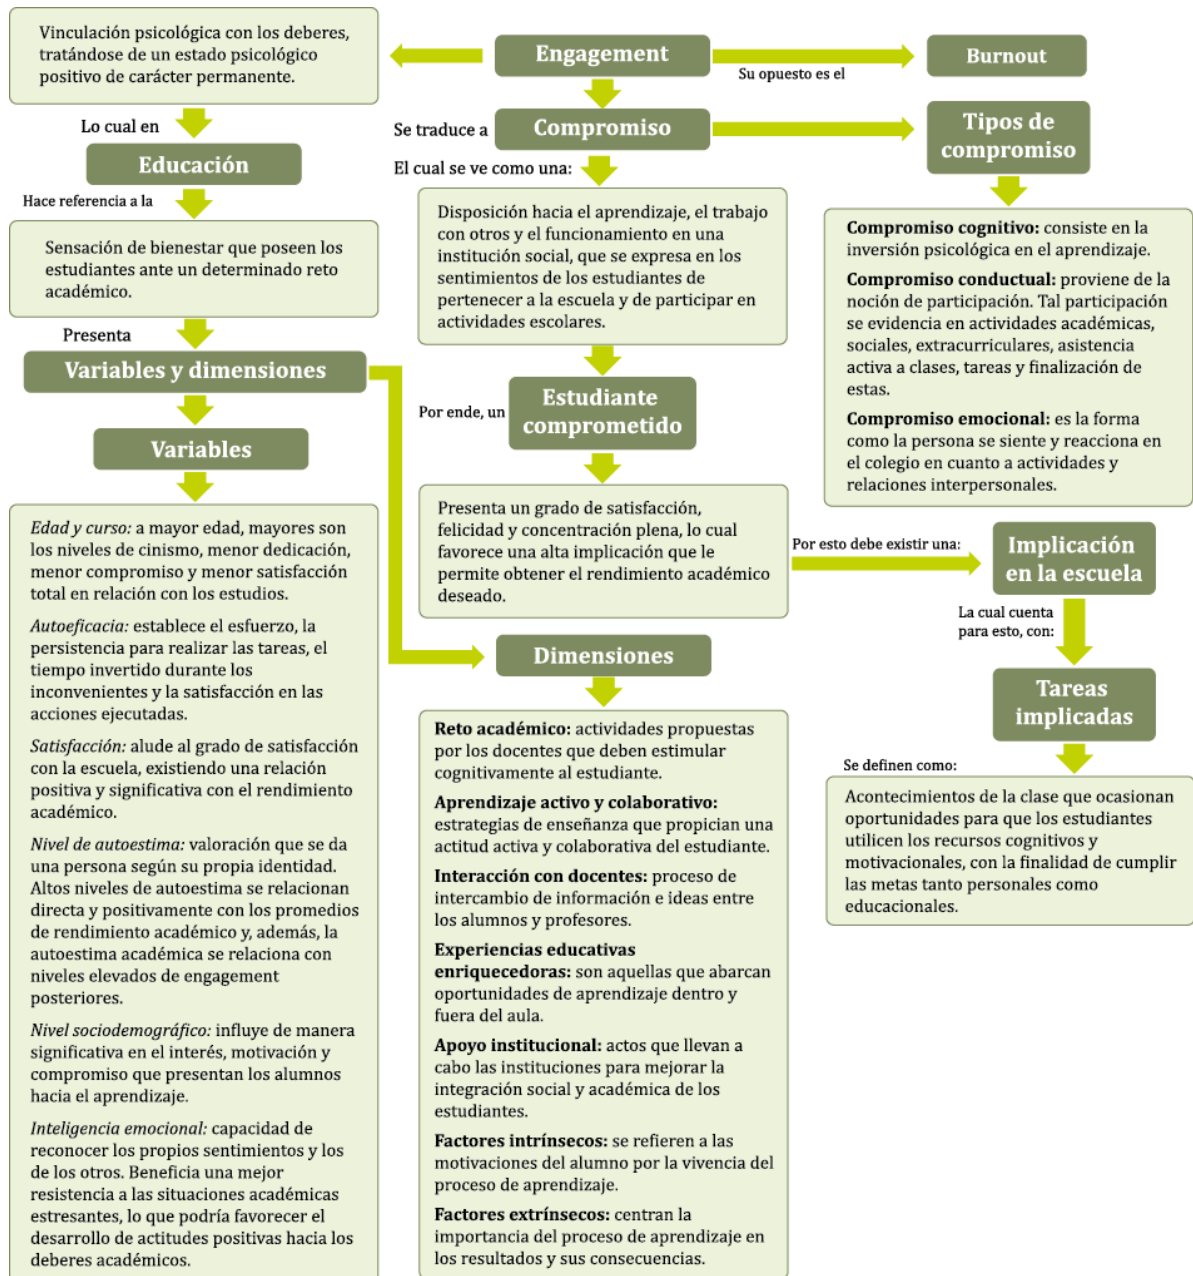 Vinculación psicológica con los deberes,
tratándose de un estado psicológico
positivo de carácter permanente.
Engagement
Su opuesto es el
Burnout
Lo cual en
Educación
Hace referencia a la
Sensación de bienestar que poseen los
estudiantes ante un determinado reto
académico.
Presenta
Variables y dimensiones
Variables
Edad y curso: a mayor edad, mayores son
los niveles de cinismo, menor dedicación,
menor compromiso y menor satisfacción
total en relación con los estudios.
Autoeficacia: establece el esfuerzo, la
persistencia para realizar las tareas, el
tiempo invertido durante los
inconvenientes y la satisfacción en las
acciones ejecutadas.
Satisfacción: alude al grado de satisfacción
con la escuela, existiendo una relación
positiva y significativa con el rendimiento
académico.
Nivel de autoestima: valoración que se da
una persona según su propia identidad.
Altos niveles de autoestima se relacionan
directa y positivamente con los promedios
de rendimiento académico y, además, la
autoestima académica se relaciona con
niveles elevados de engagement
posteriores.
Nivel sociodemográfico: influye de manera
significativa en el interés, motivación y
compromiso que presentan los alumnos
hacia el aprendizaje.
Inteligencia emocional: capacidad de
reconocer los propios sentimientos y los
de los otros. Beneficia una mejor
resistencia a las situaciones académicas
estresantes, lo que podría favorecer el
desarrollo de actitudes positivas hacia los
deberes académicos.
Se traduce a
Compromiso
El cual se ve como una:
Disposición hacia el aprendizaje, el trabajo
con otros y el funcionamiento en una
institución social, que se expresa en los
sentimientos de los estudiantes de
pertenecer a la escuela y de participar en
actividades escolares.
Por ende, un
Estudiante
comprometido
Presenta un grado de satisfacción,
felicidad y concentración plena, lo cual
favorece una alta implicación que le
permite obtener el rendimiento académico
deseado.
Dimensiones
Reto académico: actividades propuestas
por los docentes que deben estimular
cognitivamente al estudiante.
Aprendizaje activo y colaborativo:
estrategias de enseñanza que propician una
actitud activa y colaborativa del estudiante.
Interacción con docentes: proceso de
intercambio de información e ideas entre
los alumnos y profesores.
Experiencias educativas
enriquecedoras: son aquellas que abarcan
oportunidades de aprendizaje dentro y
fuera del aula.
Apoyo institucional: actos que llevan a
cabo las instituciones para mejorar la
integración social y académica de los
estudiantes.
Factores intrínsecos: se refieren a las
motivaciones del alumno por la vivencia del
proceso de aprendizaje.
Factores extrínsecos: centran la
importancia del proceso de aprendizaje en
los resultados y sus consecuencias.
Tipos de
compromiso
Compromiso cognitivo: consiste en la
inversión psicológica en el aprendizaje.
Compromiso conductual: proviene de la
noción de participación. Tal participación
se evidencia en actividades académicas,
sociales, extracurriculares, asistencia
activa a clases, tareas y finalización de
estas.
Compromiso emocional: es la forma
como la persona se siente y reacciona en
el colegio en cuanto a actividades y
relaciones interpersonales.
Por esto debe existir una:
Implicación
en la escuela
La cual cuenta
para esto, con:
Tareas
implicadas
Se definen como:
Acontecimientos de la clase que ocasionan
oportunidades para que los estudiantes
utilicen los recursos cognitivos y
motivacionales, con la finalidad de cumplir
las metas tanto personales como
educacionales.